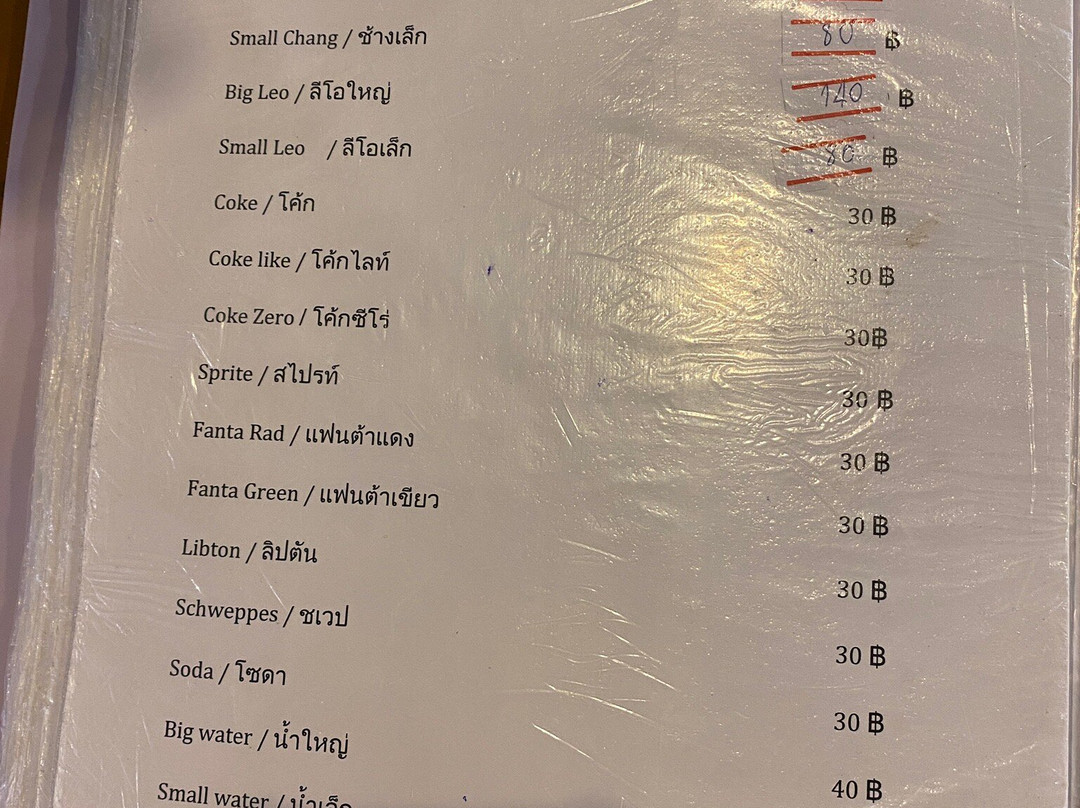 Small Chang / ช้างเล็ก 80 ฿
Big Leo / ลีโอใหญ่ 140 ฿
Small Leo / ลีโอเล็ก 80 ฿
Coke / โค้ก 30 ฿
Coke like / โค้กไลท์ 30 ฿
Coke Zero / โค้กซีโร่ 30฿
Sprite / สไปรท์ 30 ฿
Fanta Rad / แฟนต้าแดง 30 ฿
Fanta Green / แฟนต้าเขียว 30 ฿
Libton / ลิปตัน 30 ฿
Schweppes / ชเวป 30 ฿
Soda / โซดา 30 ฿
Big water / น้ำใหญ่ 40 ฿
Small water / น้ำเล็ก